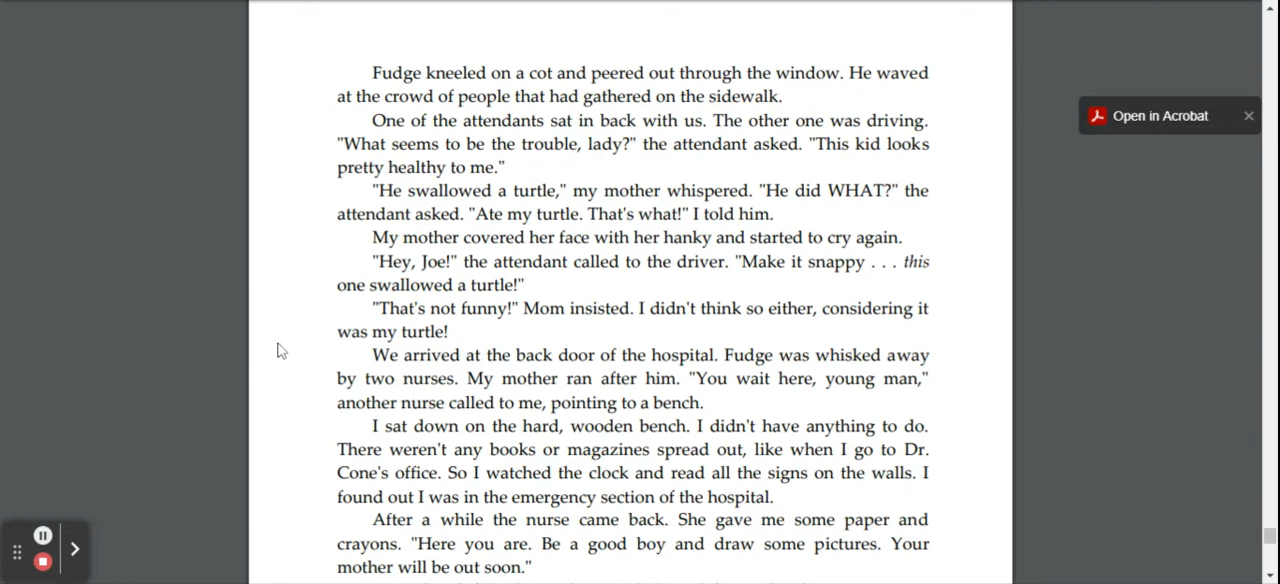 Fudge kneeled on a cot and peered out through the window. He waved
at the crowd of people that had gathered on the sidewalk.
One of the attendants sat in back with us. The other one was driving.
"What seems to be the trouble, lady?" the attendant asked. "This kid looks
pretty healthy to me."
"He swallowed a turtle," my mother whispered. "He did WHAT?" the
attendant asked. "Ate my turtle. That's what!" I told him.
My mother covered her face with her hanky and started to cry again.
"Hey, Joe!" the attendant called to the driver. "Make it snappy . . . this
one swallowed a turtle!"
"That's not funny!" Mom insisted. I didn't think so either, considering it
was my turtle!
We arrived at the back door of the hospital. Fudge was whisked away
by two nurses. My mother ran after him. "You wait here, young man,"
another nurse called to me, pointing to a bench.
I sat down on the hard, wooden bench. I didn't have anything to do.
There weren't any books or magazines spread out, like when I go to Dr.
Cone's office. So I watched the clock and read all the signs on the walls. I
found out I was in the emergency section of the hospital.
After a while the nurse came back. She gave me some paper and
crayons. "Here you are. Be a good boy and draw some pictures. Your
mother will be out soon."
Open in Acrobat